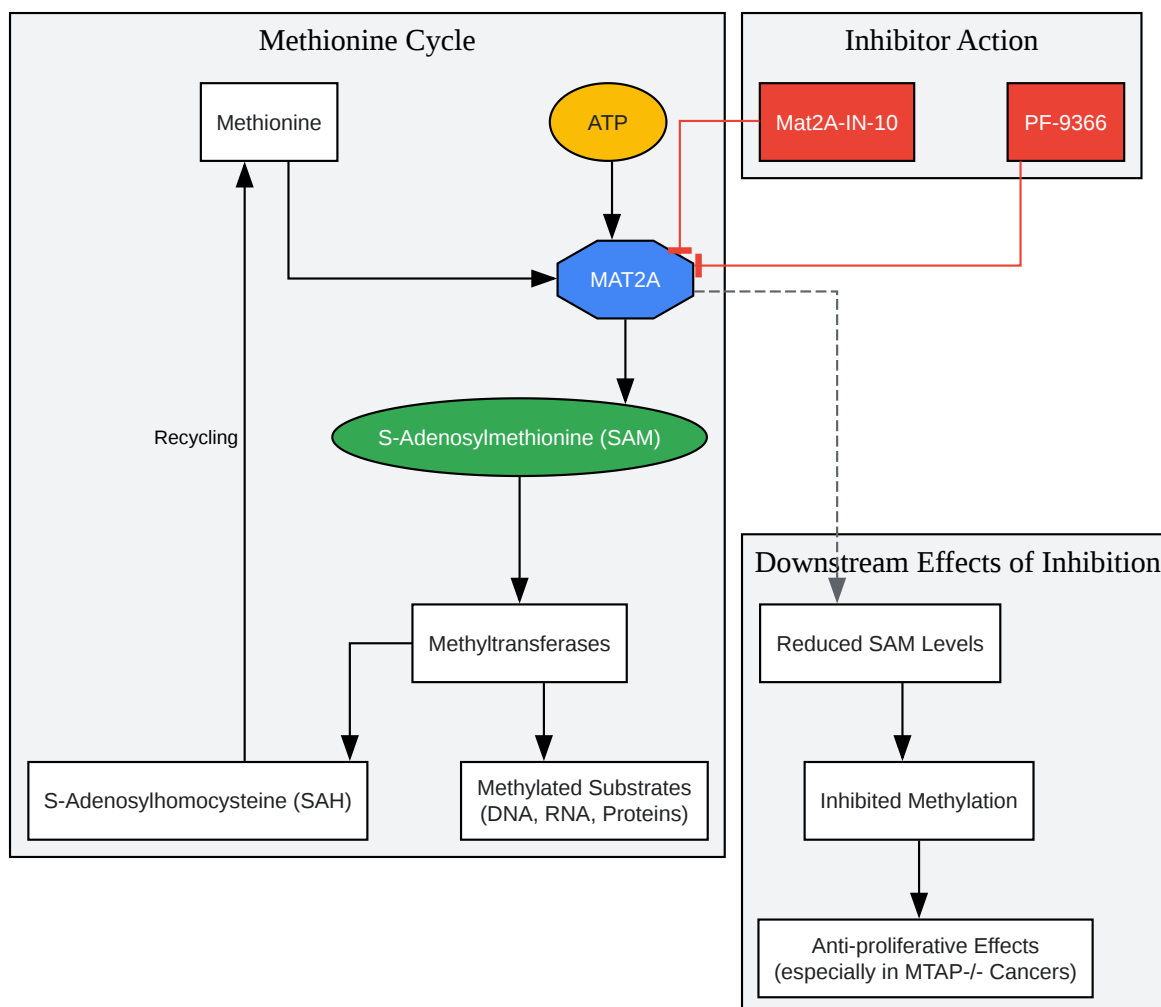 Methionine Cycle
Inhibitor Action
Methionine
ATP
Mat2A-IN-10
PF-9366
MAT2A
Recycling
S-Adenosylmethionine (SAM)
Downstream Effects of Inhibition
Methyltransferases
Reduced SAM Levels
S-Adenosylhomocysteine (SAH)
Methylated Substrates
(DNA, RNA, Proteins)
Inhibited Methylation
Anti-proliferative Effects
(especially in MTAP-/- Cancers)